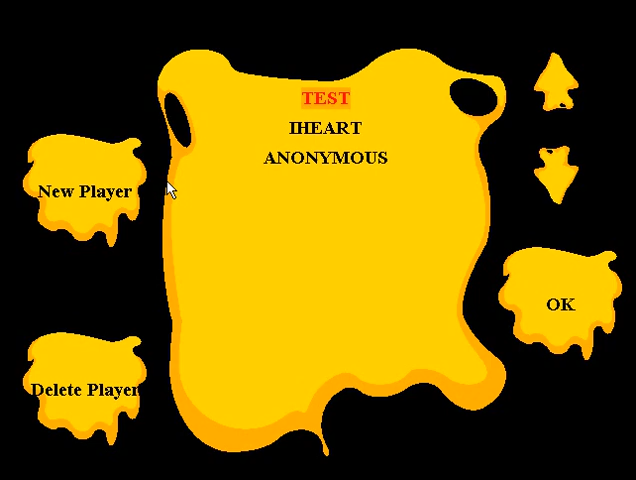 TEST
IHEART
ANONYMOUS
New Player
OK
Delete Player